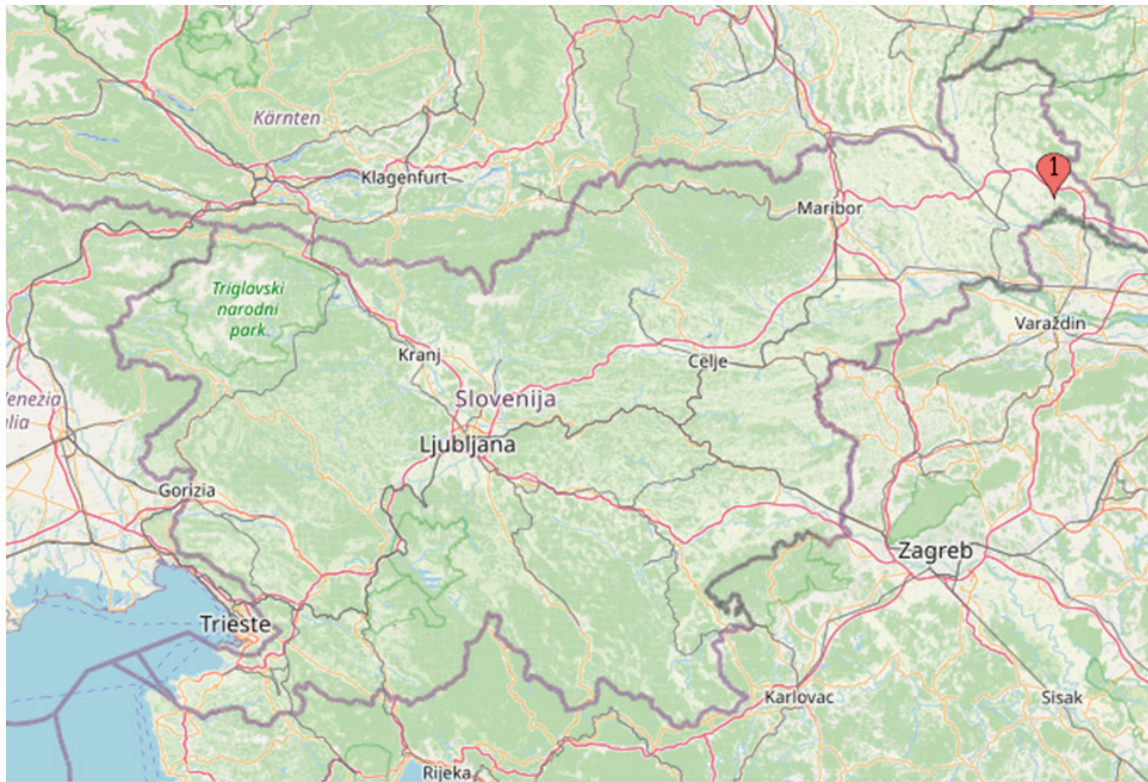 Kärnten
Klagenfurt
1
Maribor
Triglavski
narodni
park
Varaždin
Kranj
Celje
Slovenija
enezia
lia
Ljubljana
Gorizia
Zagreb
Trieste
Karlovac
Sisak
Rijeka